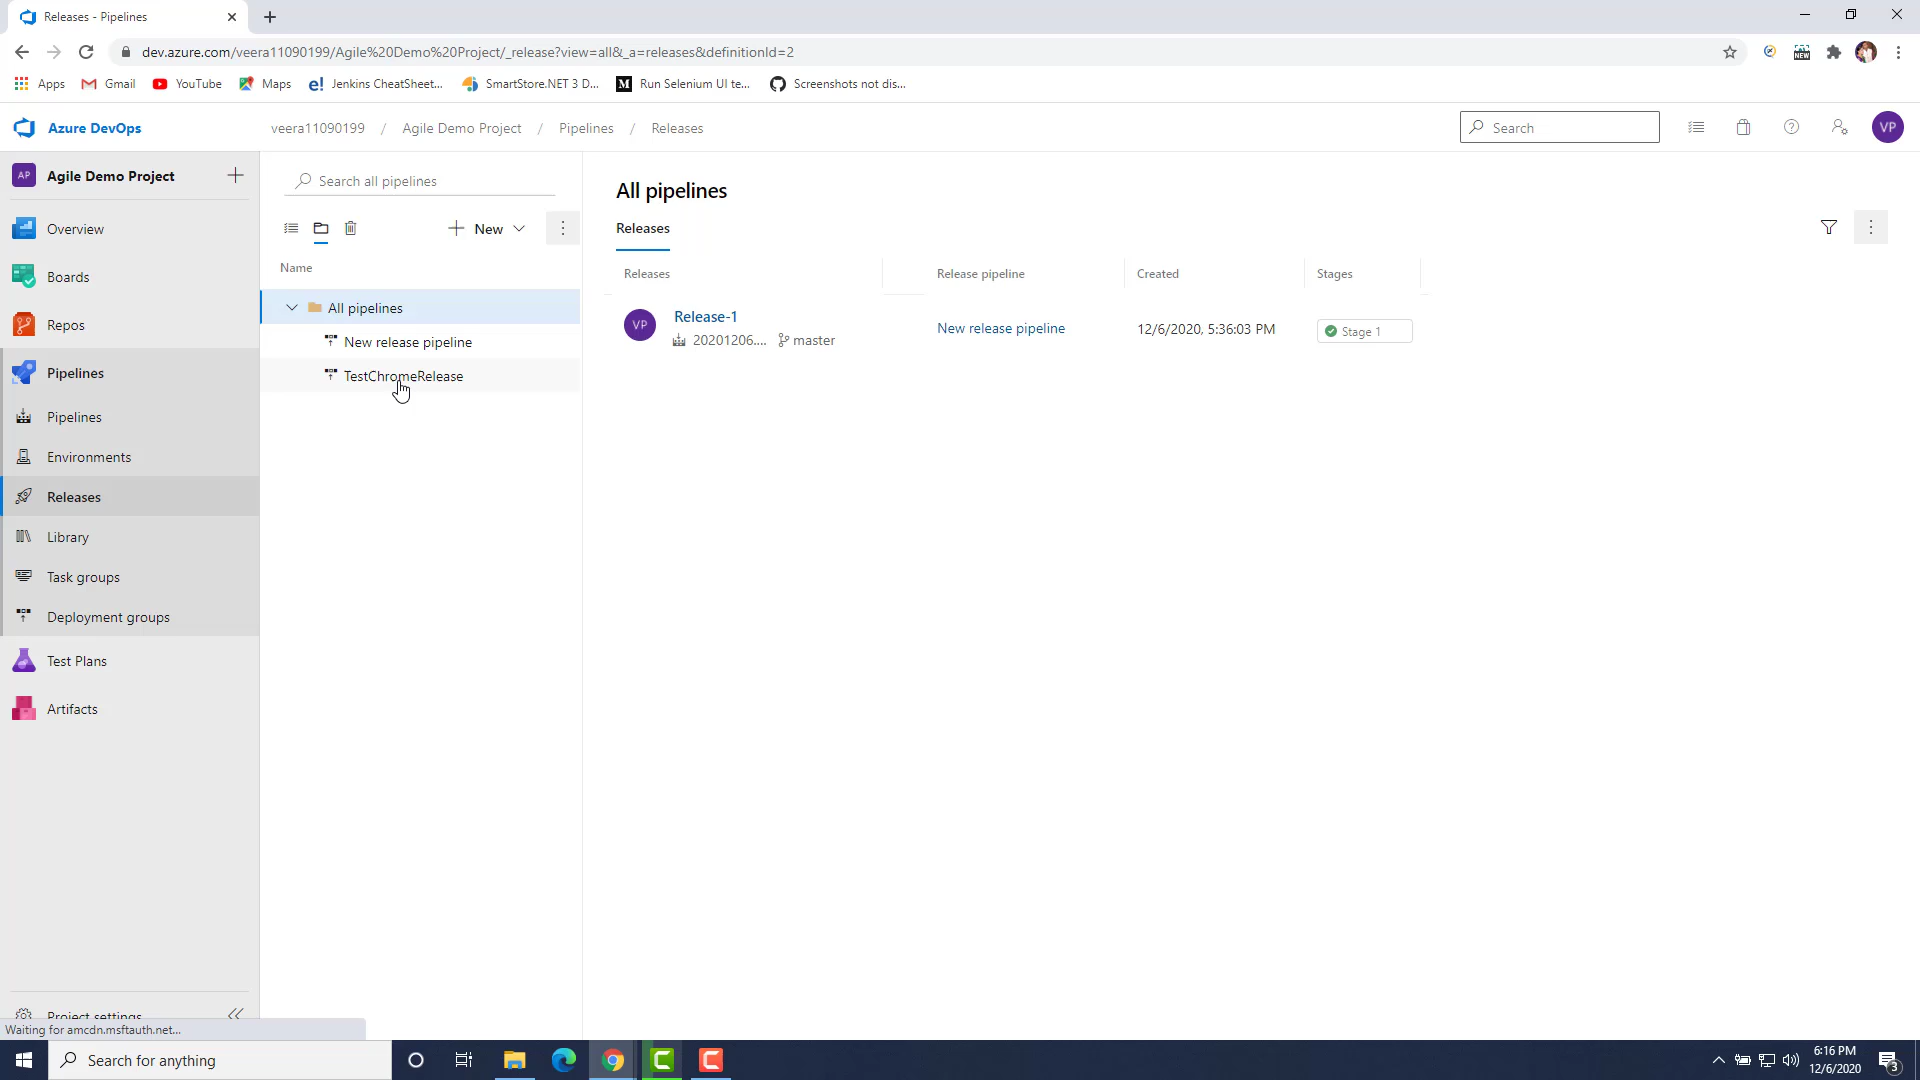 Releases - Pipelines
dev.azure.com/veera11090199/Agile%20Demo%20Project/_release?view=all&_a=releases&definitionId=2
Apps Gmail YouTube Maps Jenkins CheatSheet... SmartStore.NET 3 D... Run Selenium UI te... Screenshots not dis...
Azure DevOps veera11090199 / Agile Demo Project / Pipelines / Releases Search VP
AP Agile Demo Project
Overview
Boards
Repos
Pipelines
Pipelines
Environments
Releases
Library
Task groups
Deployment groups
Test Plans
Artifacts
Project settings
Waiting for amcdn.msftauth.net...
Search all pipelines
New
Name
All pipelines
New release pipeline
TestChromeRelease
All pipelines
Releases
Releases Release pipeline Created Stages
VP Release-1 New release pipeline 12/6/2020, 5:36:03 PM Stage 1
20201206.... master
Search for anything
6:16 PM
12/6/2020
3